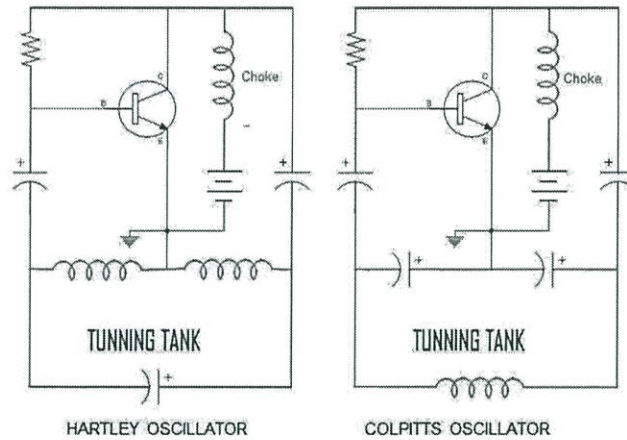 C
Choke
B
E
+
+
TUNNING TANK
+
HARTLEY OSCILLATOR
C
Choke
B
E
+
+
+
+
TUNNING TANK
COLPITTS OSCILLATOR